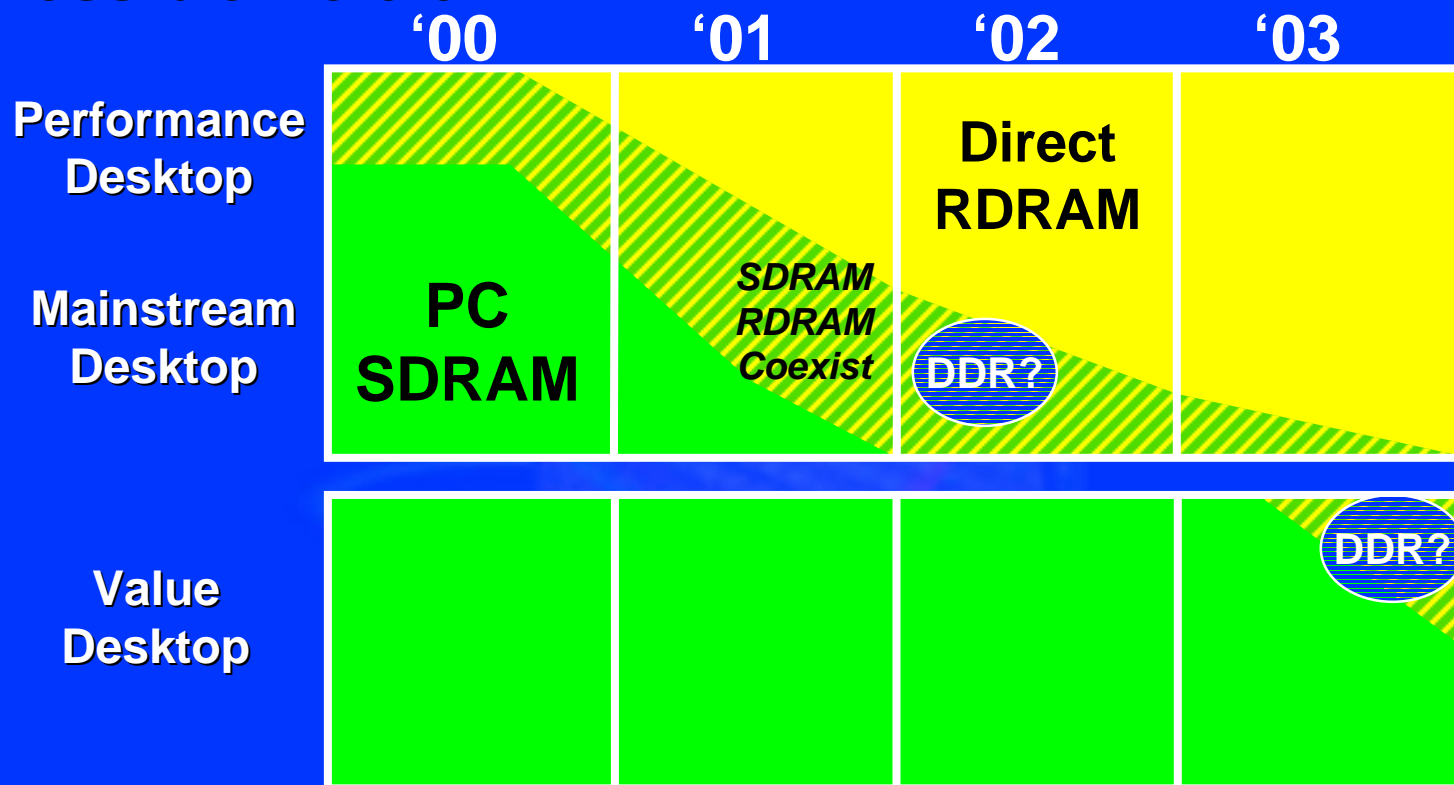 ‘00 ‘01 ‘02 ‘03
Performance
Desktop
Direct
RDRAM
Mainstream
Desktop
PC
SDRAM
SDRAM
RDRAM
Coexist
DDR?
DDR?
Value
Desktop